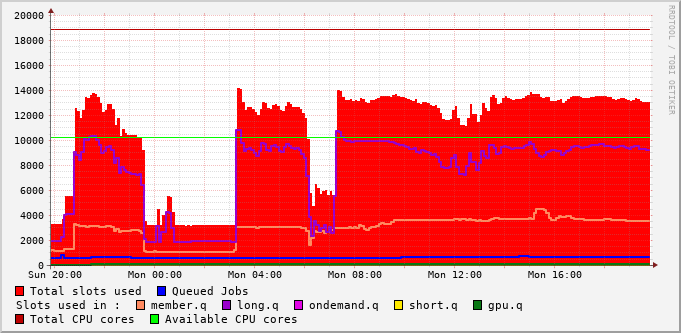 20000
18000
16000
14000
12000
10000
8000
6000
4000
2000
0
Sun 20:00 Mon 00:00 Mon 04:00 Mon 08:00 Mon 12:00 Mon 16:00
RRDTOOL / TOBI OETIKER
Total slots used Queued Jobs
Slots used in : member.q long.q ondemand.q short.q gpu.q
Total CPU cores Available CPU cores